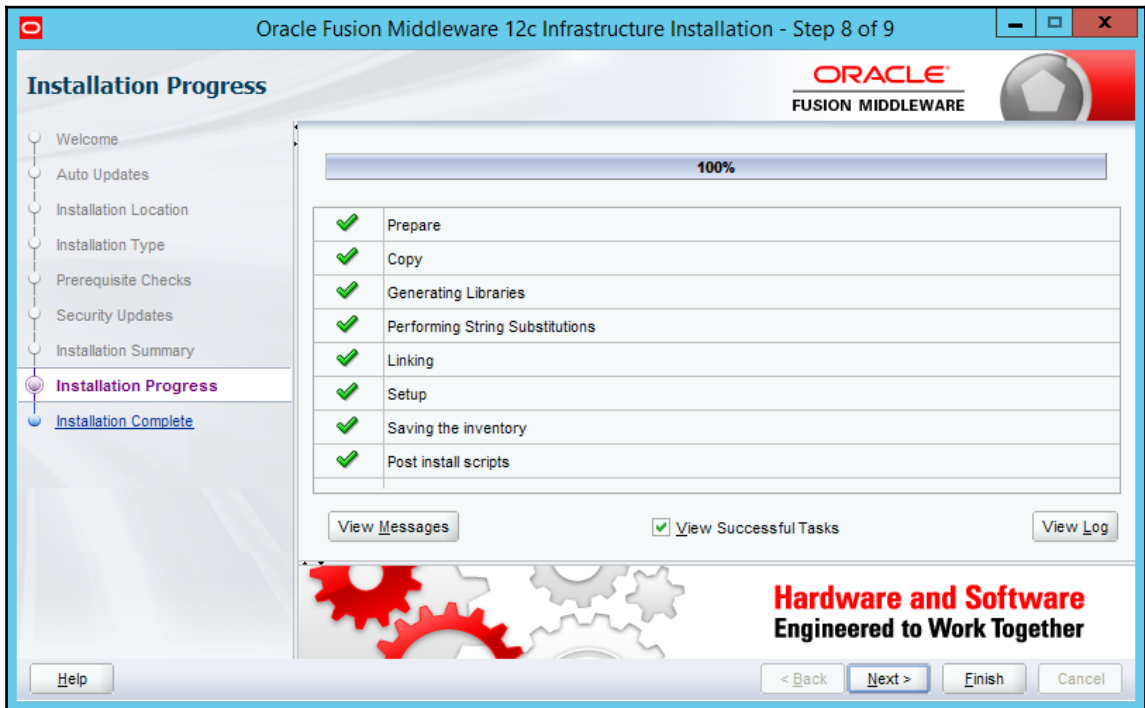 Oracle Fusion Middleware 12c Infrastructure Installation - Step 8 of 9
Installation Progress
ORACLE®
FUSION MIDDLEWARE
Welcome
Auto Updates
Installation Location
Installation Type
Prerequisite Checks
Security Updates
Installation Summary
Installation Progress
Installation Complete
100%
Prepare
Copy
Generating Libraries
Performing String Substitutions
Linking
Setup
Saving the inventory
Post install scripts
View Messages
View Successful Tasks
View Log
Hardware and Software
Engineered to Work Together
Help
< Back
Next >
Finish
Cancel